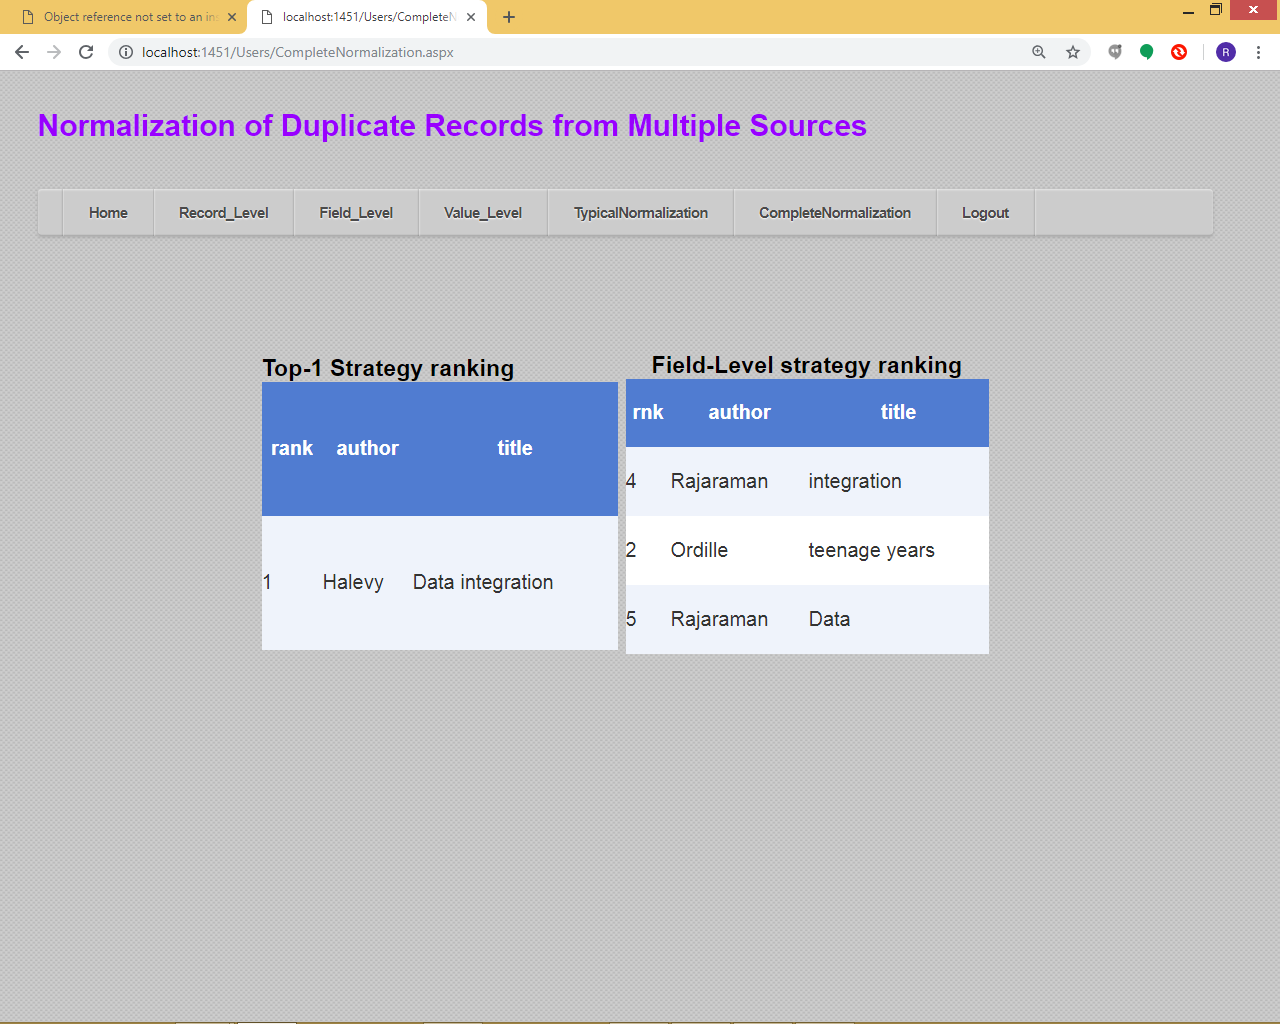 Object reference not set to an ins
localhost:1451/Users/CompleteN
localhost:1451/Users/CompleteNormalization.aspx
R
Normalization of Duplicate Records from Multiple Sources
Home Record_Level Field_Level Value_Level TypicalNormalization CompleteNormalization Logout
Top-1 Strategy ranking
rank author title
1 Halevy Data integration
Field-Level strategy ranking
rnk author title
4 Rajaraman integration
2 Ordille teenage years
5 Rajaraman Data